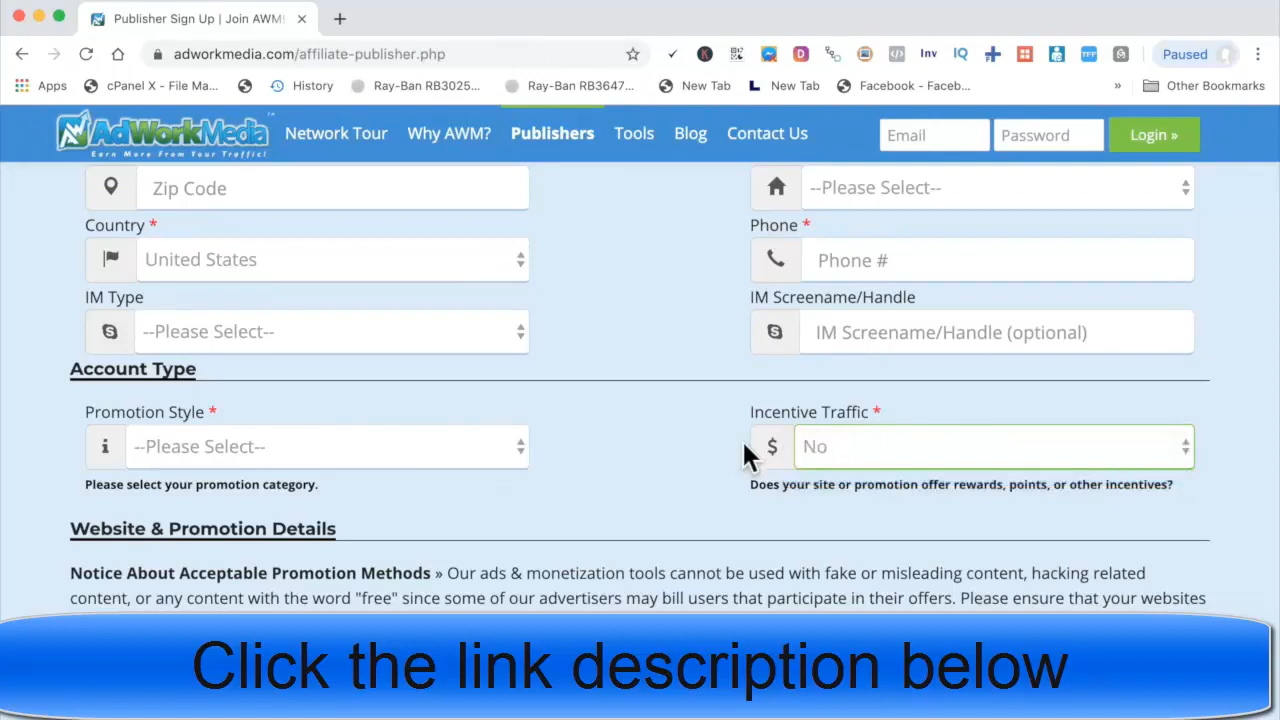 Publisher Sign Up | Join AWM!
adworkmedia.com/affiliate-publisher.php
Inv
IQ
TFF
Paused
Apps
cPanel X - File Ma...
History
Ray-Ban RB3025...
Ray-Ban RB3647...
New Tab
New Tab
Facebook - Faceb...
»
Other Bookmarks
AdWorkMedia™
Earn More From Your Traffic!
Network Tour
Why AWM?
Publishers
Tools
Blog
Contact Us
Email
Password
Login »
Zip Code
--Please Select--
Country *
Phone *
United States
Phone #
IM Type
IM Screename/Handle
--Please Select--
IM Screename/Handle (optional)
Account Type
Promotion Style *
Incentive Traffic *
--Please Select--
$ No
Please select your promotion category.
Does your site or promotion offer rewards, points, or other incentives?
Website & Promotion Details
Notice About Acceptable Promotion Methods » Our ads & monetization tools cannot be used with fake or misleading content, hacking related
content, or any content with the word "free" since some of our advertisers may bill users that participate in their offers. Please ensure that your websites
Click the link description below